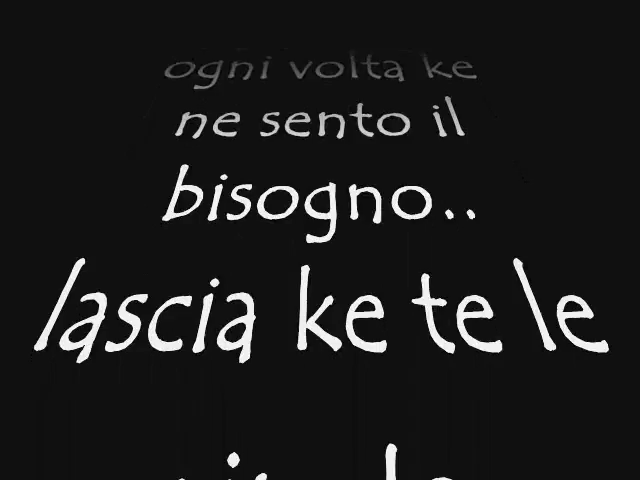 ogni volta ke
ne sento il
bisogno..
lascia ke te le